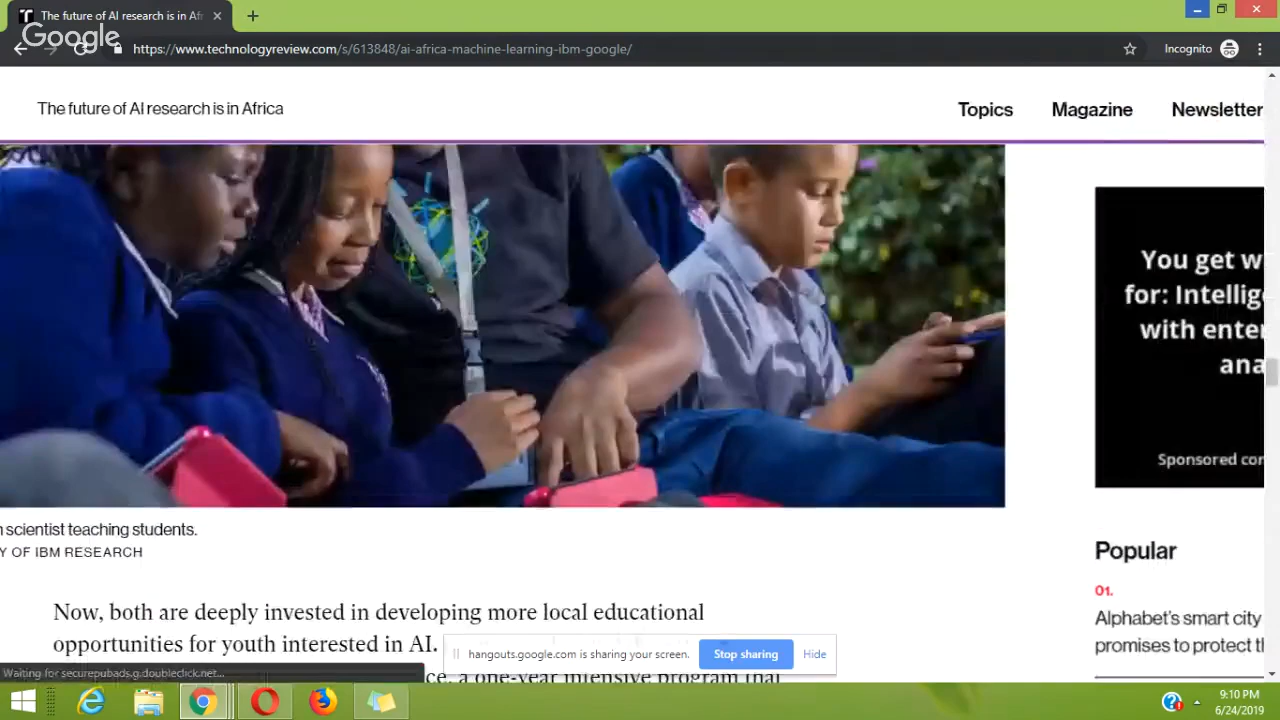 The future of AI research is in Af
Google
https://www.technologyreview.com/s/613848/ai-africa-machine-learning-ibm-google/
Incognito
The future of AI research is in Africa
Topics
Magazine
Newsletter
You get w
for: Intellig
with enter
ana
Sponsored con
scientist teaching students.
Y OF IBM RESEARCH
Popular
01.
Alphabet's smart city
promises to protect t
Now, both are deeply invested in developing more local educational
opportunities for youth interested in AI.
hangouts.google.com is sharing your screen.
Stop sharing
Hide
Waiting for securepubads.g.doubleclick.net...
ce, a one-year intensive program that
9:10 PM
6/24/2019